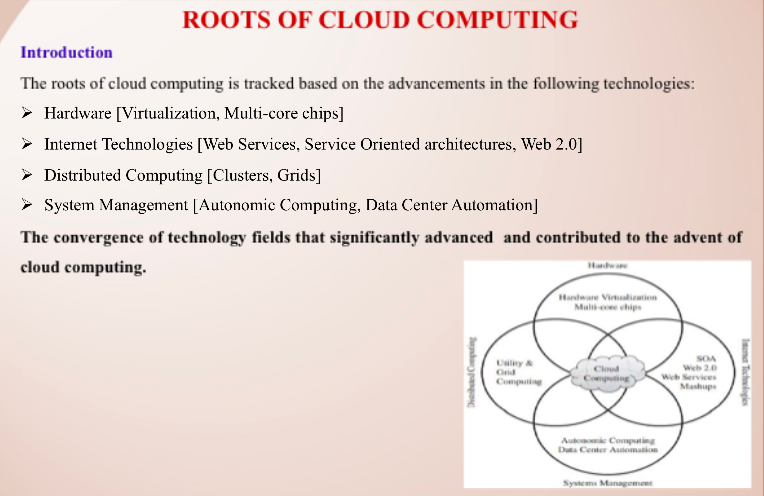 ROOTS OF CLOUD COMPUTING
Introduction
The roots of cloud computing is tracked based on the advancements in the following technologies:
➢ Hardware [Virtualization, Multi-core chips]
➢ Internet Technologies [Web Services, Service Oriented architectures, Web 2.0]
➢ Distributed Computing [Clusters, Grids]
➢ System Management [Autonomic Computing, Data Center Automation]
The convergence of technology fields that significantly advanced and contributed to the advent of
cloud computing.
Hardware
Hardware Virtualization
Multi-core chips
Distributed Computing
Utility &
Grid
Computing
Cloud
Computing
SOA
Web 2.0
Web Services
Mashups
Internet Technologies
Autonomic Computing
Data Center Automation
Systems Management